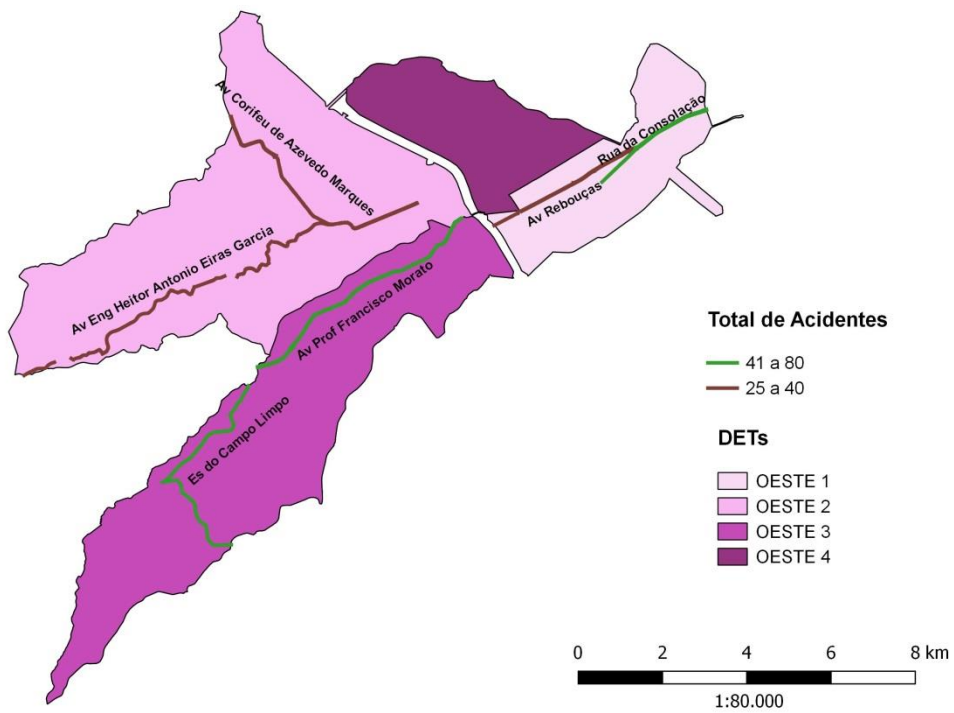 Av Corifeu de Azevedo Marques
Rua da Consolação
Av Rebouças
Av Eng Heitor Antonio Eiras Garcia
Av Prof Francisco Morato
Es do Campo Limpo
Total de Acidentes
41 a 80
25 a 40
DETs
OESTE 1
OESTE 2
OESTE 3
OESTE 4
0 2 4 6 8 km
1:80.000